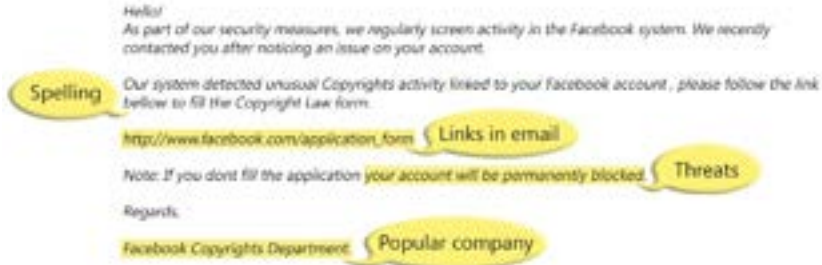 Hello!
As part of our security measures, we regularly screen activity in the Facebook system. We recently
contacted you after noticing an issue on your account.
Spelling
Our system detected unusual Copyrights activity linked to your Facebook account , please follow the link
bellow to fill the Copyright Law form.
http://www.facebook.com/application_form Links in email
Note: If you dont fill the application your account will be permanently blocked. Threats
Regards,
Facebook Copyrights Department. Popular company